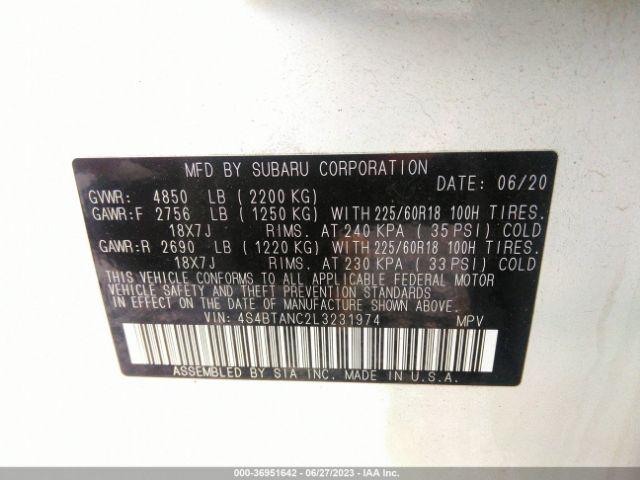 MFD BY SUBARU CORPORATION
DATE: 06/20
GVWR: 4850 LB ( 2200 KG)
GAWR:F 2756 LB ( 1250 KG) WITH 225/60R18 100H TIRES.
18X7J RIMS. AT 240 KPA ( 35 PSI) COLD
GAWR:R 2690 LB ( 1220 KG) WITH 225/60R18 100H TIRES.
18X7J RIMS. AT 230 KPA ( 33 PSI) COLD
THIS VEHICLE CONFORMS TO ALL APPLICABLE FEDERAL MOTOR
VEHICLE SAFETY AND THEFT PREVENTION STANDARDS
IN EFFECT ON THE DATE OF MANUFACTURE SHOWN ABOVE.
VIN: 4S4BTANC2L3231974 MPV
ASSEMBLED BY SIA INC. MADE IN U.S.A.
000-36951642 - 06/27/2023 - IAAI.COM